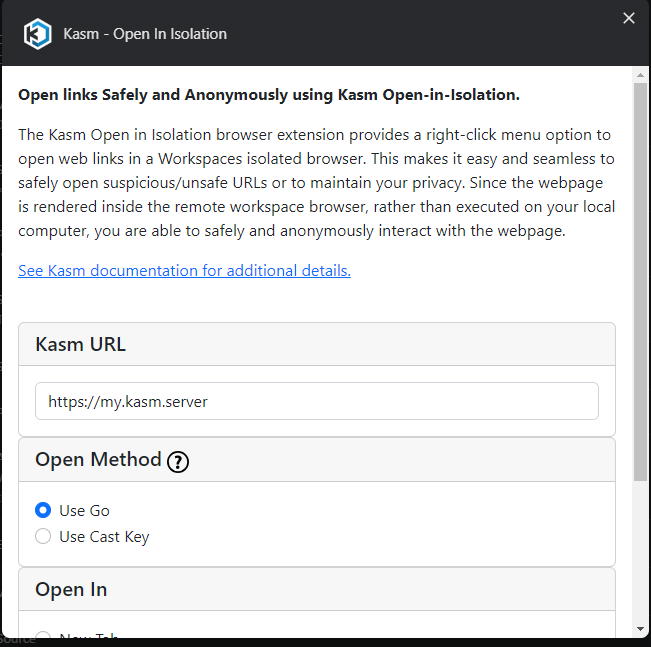 Kasm - Open In Isolation
Open links Safely and Anonymously using Kasm Open-in-Isolation.
The Kasm Open in Isolation browser extension provides a right-click menu option to
open web links in a Workspaces isolated browser. This makes it easy and seamless to
safely open suspicious/unsafe URLs or to maintain your privacy. Since the webpage
is rendered inside the remote workspace browser, rather than executed on your local
computer, you are able to safely and anonymously interact with the webpage.
See Kasm documentation for additional details.
Kasm URL
https://my.kasm.server
Open Method ?
Use Go
Use Cast Key
Open In
New Tab